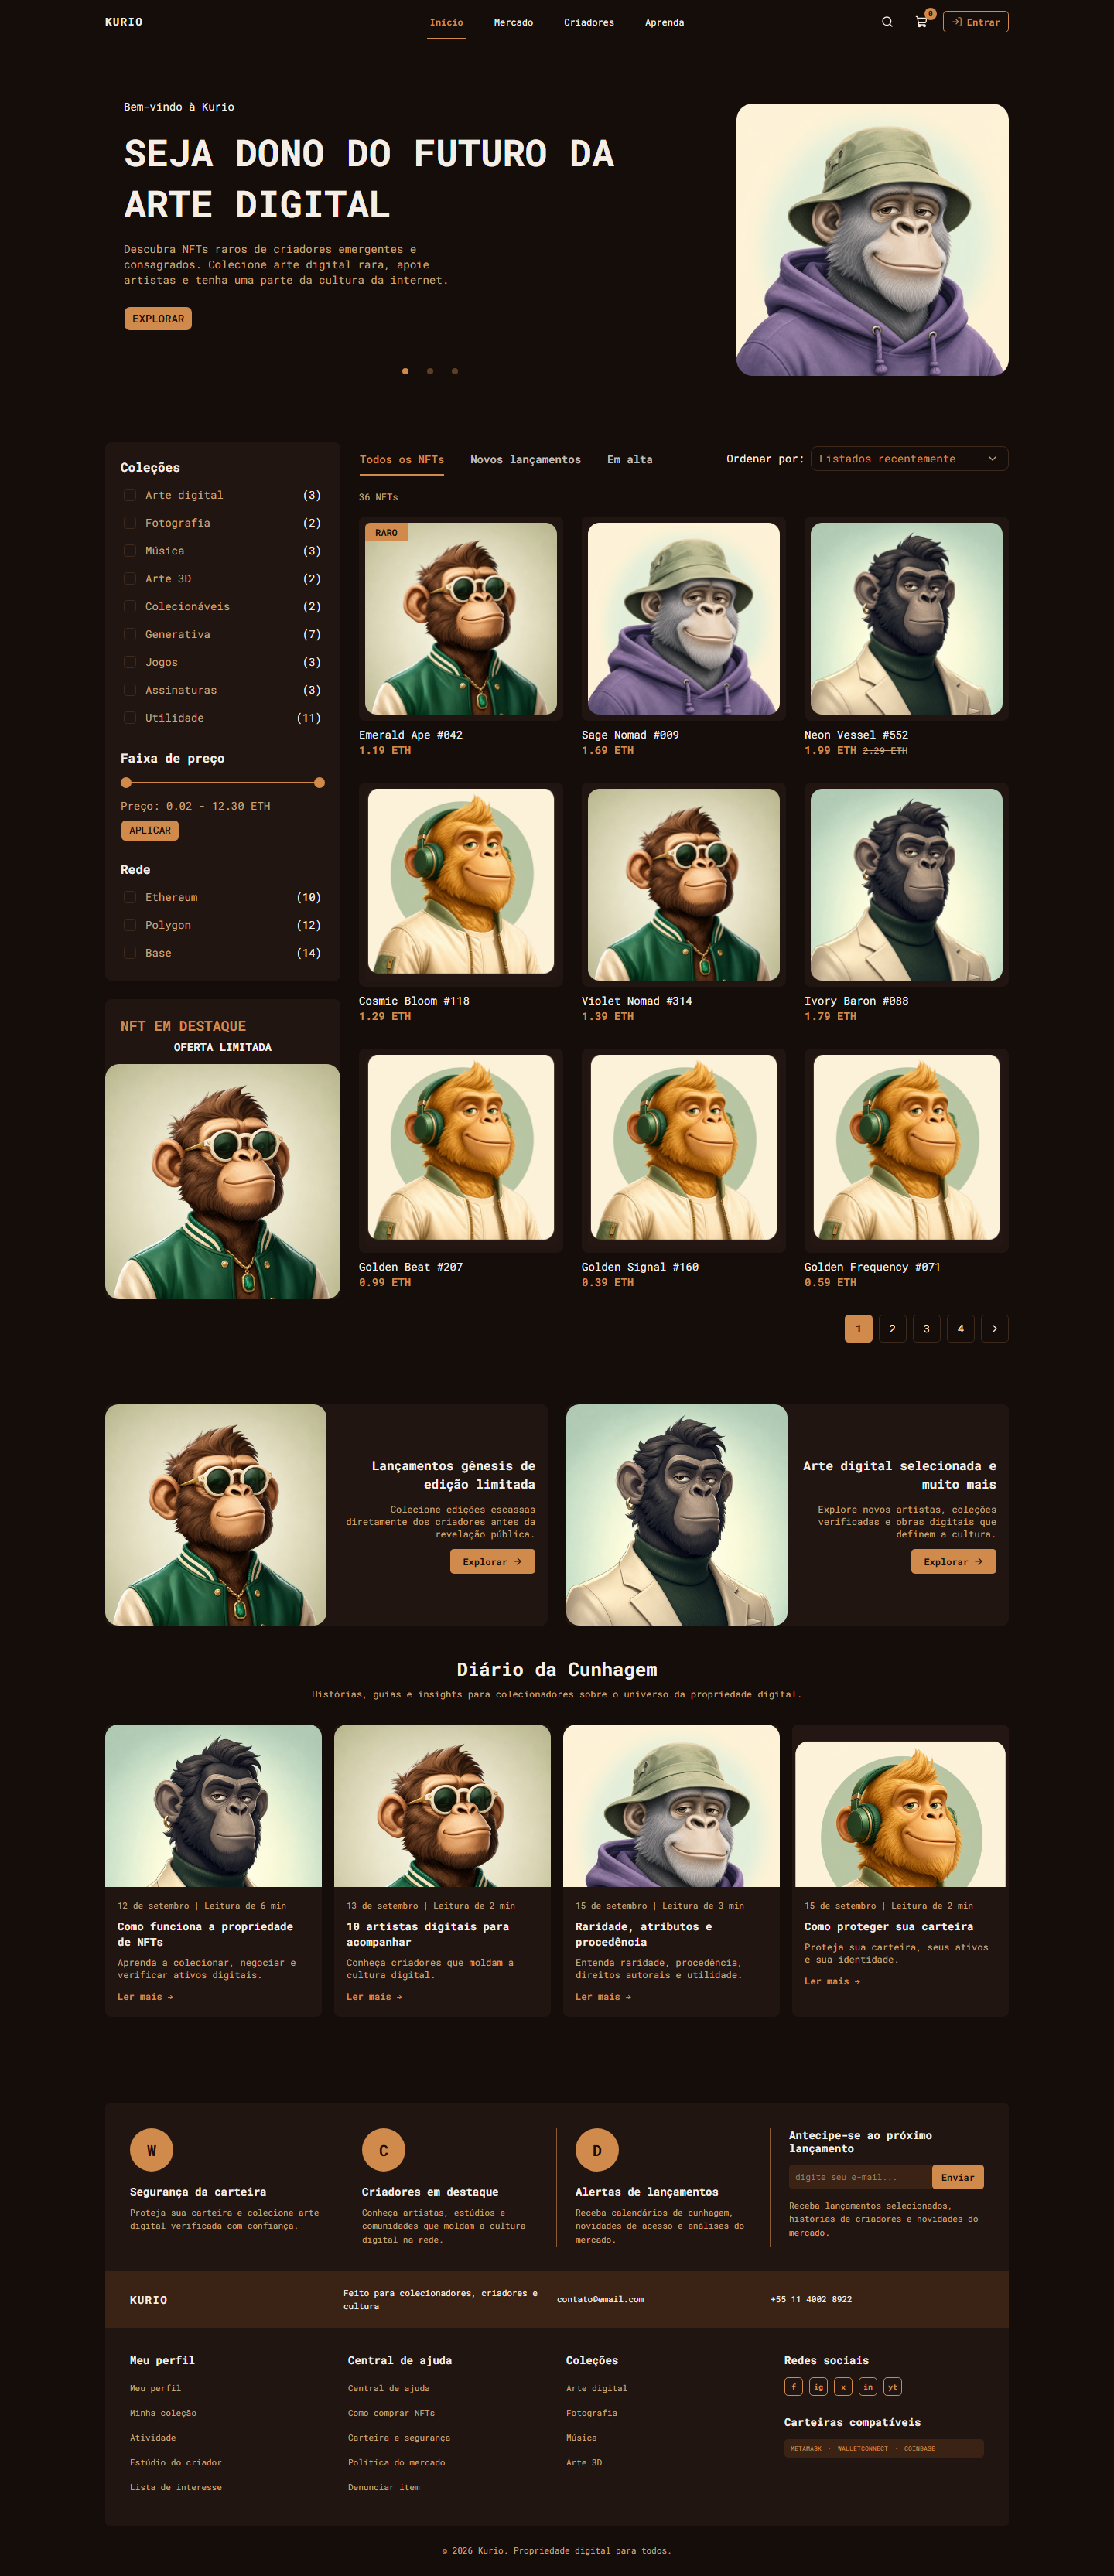 KURIO
Início
Mercado
Criadores
Aprenda
0
Entrar
Bem-vindo à Kurio
SEJA DONO DO FUTURO DA
ARTE DIGITAL
Descubra NFTs raros de criadores emergentes e
consagrados. Colecione arte digital rara, apoie
artistas e tenha uma parte da cultura da internet.
EXPLORAR
Coleções
Arte digital (3)
Fotografia (2)
Música (3)
Arte 3D (2)
Colecionáveis (2)
Generativa (7)
Jogos (3)
Assinaturas (3)
Utilidade (11)
Faixa de preço
Preço: 0.02 - 12.30 ETH
APLICAR
Rede
Ethereum (10)
Polygon (12)
Base (14)
NFT EM DESTAQUE
OFERTA LIMITADA
Todos os NFTs
Novos lançamentos
Em alta
Ordenar por:
Listados recentemente
36 NFTs
RARO
Emerald Ape #042
1.19 ETH
Sage Nomad #009
1.69 ETH
Neon Vessel #552
1.99 ETH 2.29 ETH
Cosmic Bloom #118
1.29 ETH
Violet Nomad #314
1.39 ETH
Ivory Baron #088
1.79 ETH
Golden Beat #207
0.99 ETH
Golden Signal #160
0.39 ETH
Golden Frequency #071
0.59 ETH
1
2
3
4
Lançamentos gênesis de
edição limitada
Colecione edições escassas
diretamente dos criadores antes da
revelação pública.
Explorar →
Arte digital selecionada e
muito mais
Explore novos artistas, coleções
verificadas e obras digitais que
definem a cultura.
Explorar →
Diário da Cunhagem
Histórias, guias e insights para colecionadores sobre o universo da propriedade digital.
12 de setembro | Leitura de 6 min
Como funciona a propriedade
de NFTs
Aprenda a colecionar, negociar e
verificar ativos digitais.
Ler mais →
13 de setembro | Leitura de 2 min
10 artistas digitais para
acompanhar
Conheça criadores que moldam a
cultura digital.
Ler mais →
15 de setembro | Leitura de 3 min
Raridade, atributos e
procedência
Entenda raridade, procedência,
direitos autorais e utilidade.
Ler mais →
15 de setembro | Leitura de 2 min
Como proteger sua carteira
Proteja sua carteira, seus ativos
e sua identidade.
Ler mais →
W
Segurança da carteira
Proteja sua carteira e colecione arte
digital verificada com confiança.
C
Criadores em destaque
Conheça artistas, estúdios e
comunidades que moldam a cultura
digital na rede.
D
Alertas de lançamentos
Receba calendários de cunhagem,
novidades de acesso e análises do
mercado.
Antecipe-se ao próximo
lançamento
digite seu e-mail...
Enviar
Receba lançamentos selecionados,
histórias de criadores e novidades do
mercado.
KURIO
Feito para colecionadores, criadores e
cultura
contato@email.com
+55 11 4002 8922
Meu perfil
Meu perfil
Minha coleção
Atividade
Estúdio do criador
Lista de interesse
Central de ajuda
Central de ajuda
Como comprar NFTs
Carteira e segurança
Política do mercado
Denunciar item
Coleções
Arte digital
Fotografia
Música
Arte 3D
Redes sociais
f
ig
x
in
yt
Carteiras compatíveis
METAMASK · WALLETCONNECT · COINBASE
© 2026 Kurio. Propriedade digital para todos.